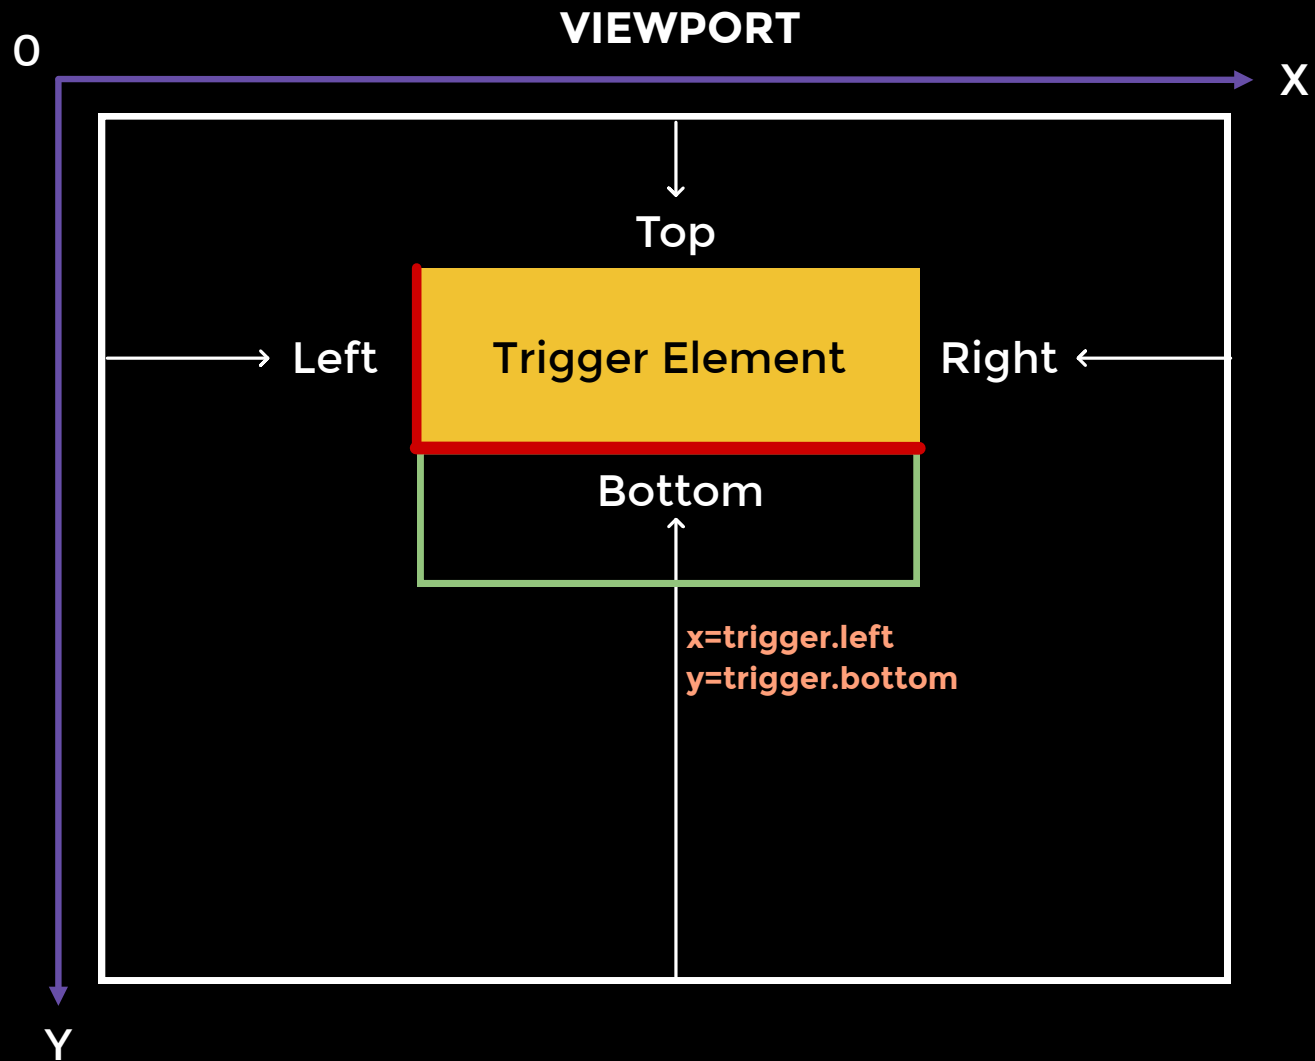 VIEWPORT
0
X
Top
Left
Trigger Element
Right
Bottom
x=trigger.left
y=trigger.bottom
Y